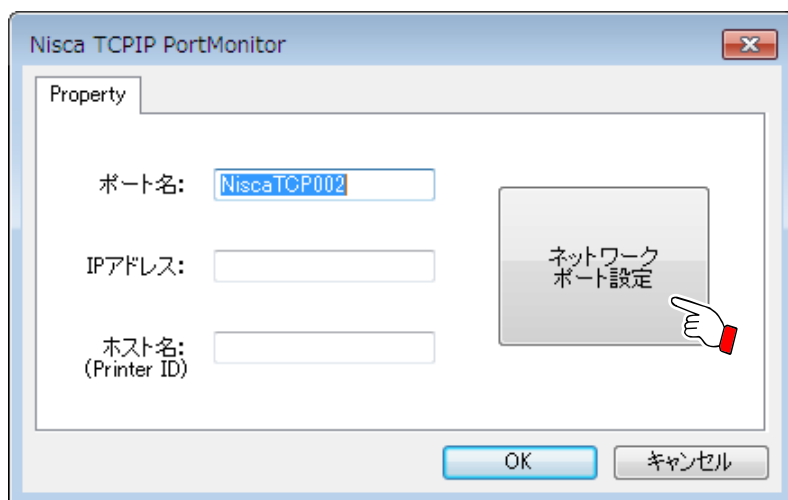 Nisca TCPIP PortMonitor
Property
ポート名:
NiscaTCP002
IPアドレス:
ホスト名:
(Printer ID)
ネットワーク
ポート設定
OK
キャンセル